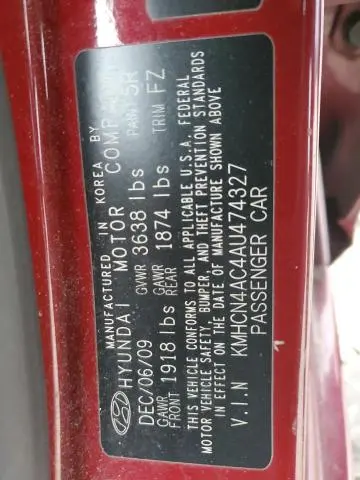 MANUFACTURED IN KOREA BY
HYUNDAI MOTOR COMP
DEC/06/09 GVWR 3638 lbs PAINT SR
GAWR FRONT 1918 lbs GAWR REAR 1874 lbs TRIM FZ
THIS VEHICLE CONFORMS TO ALL APPLICABLE U.S.A. FEDERAL
MOTOR VEHICLE SAFETY, BUMPER, AND THEFT PREVENTION STANDARDS
IN EFFECT ON THE DATE OF MANUFACTURE SHOWN ABOVE
V.I.N KMHCN4AC4AU474327
PASSENGER CAR